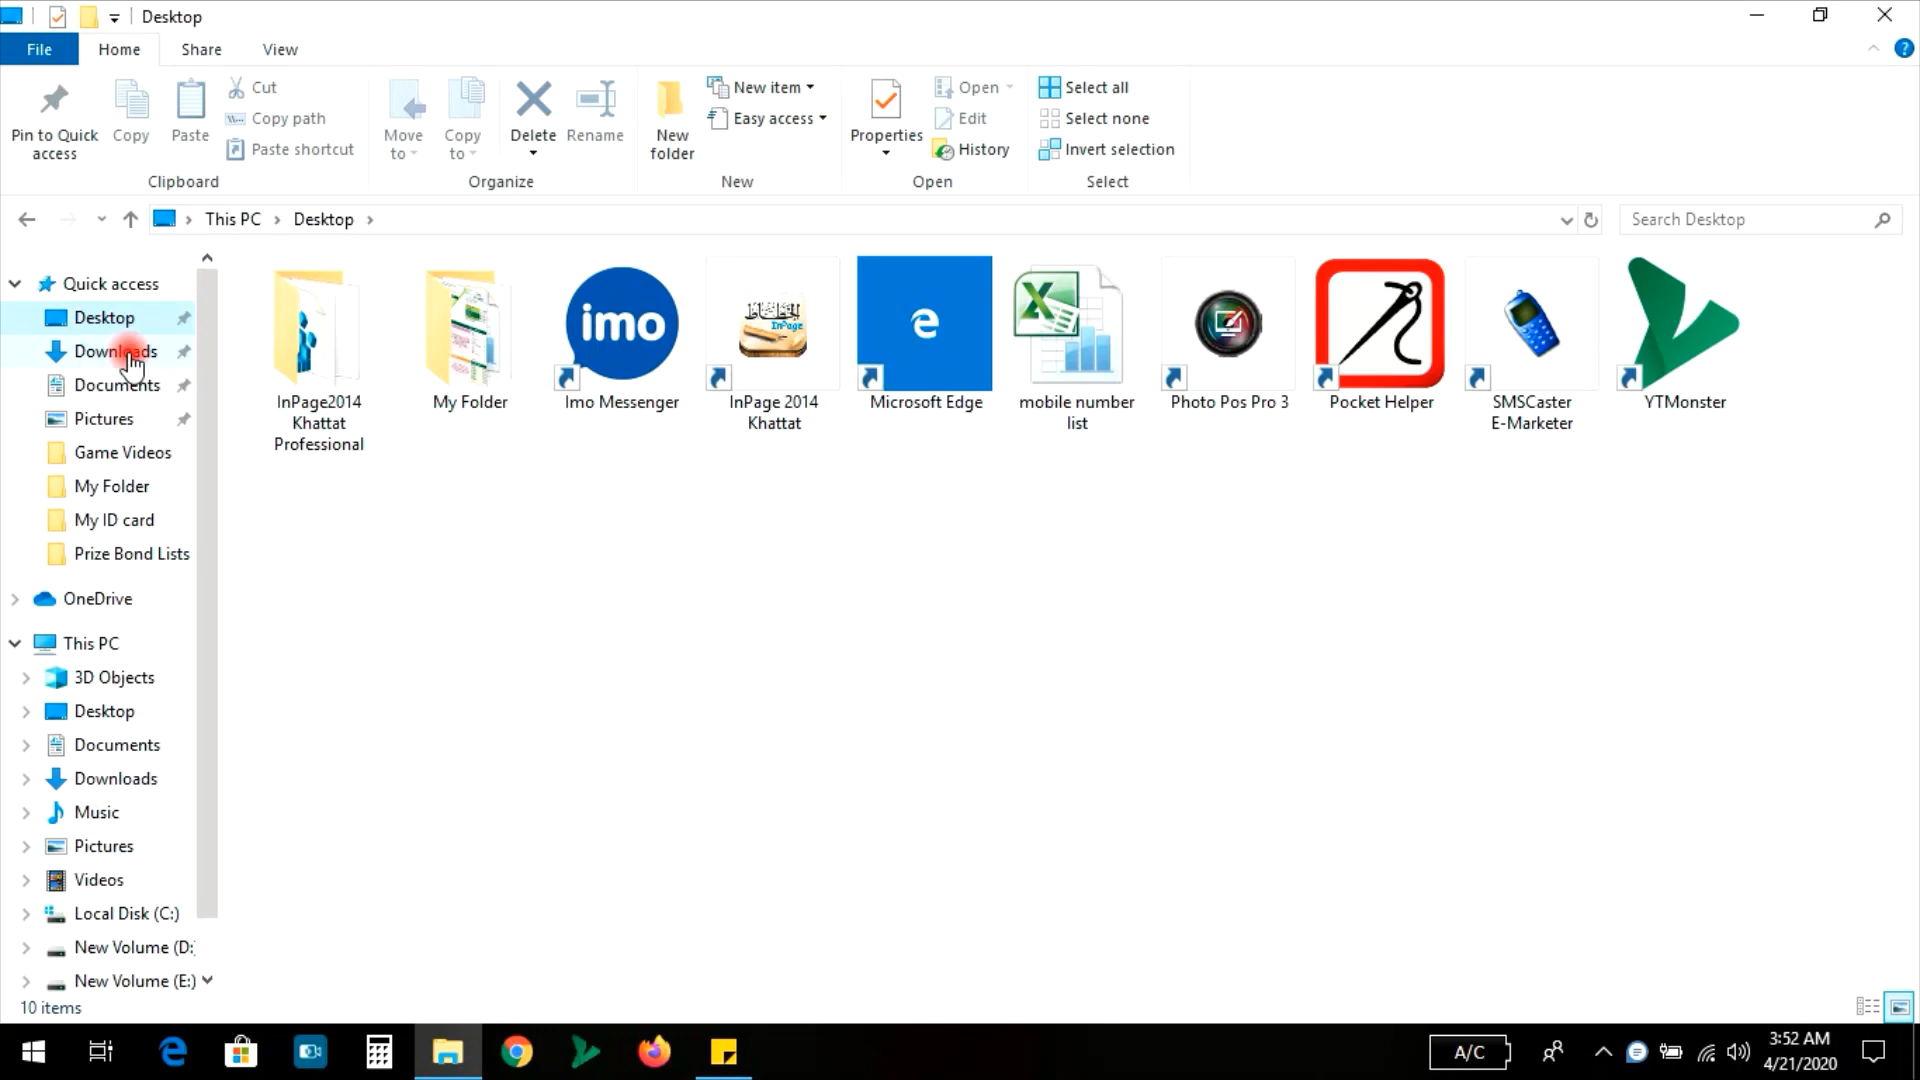 Desktop
File Home Share View
Pin to Quick access
Copy
Paste
Cut
Copy path
Paste shortcut
Clipboard
Move to
Copy to
Delete
Rename
Organize
New folder
New item
Easy access
New
Properties
Open
Edit
History
Open
Select all
Select none
Invert selection
Select
This PC > Desktop >
Search Desktop
Quick access
Desktop
Downloads
Documents
Pictures
Game Videos
My Folder
My ID card
Prize Bond Lists
OneDrive
This PC
3D Objects
Desktop
Documents
Downloads
Music
Pictures
Videos
Local Disk (C:)
New Volume (D:
New Volume (E:)
InPage2014
Khattat
Professional
My Folder
imo
Imo Messenger
InPage
InPage 2014
Khattat
Microsoft Edge
mobile number
list
Photo Pos Pro 3
Pocket Helper
SMSCaster
E-Marketer
YTMonster
10 items
A/C
3:52 AM
4/21/2020